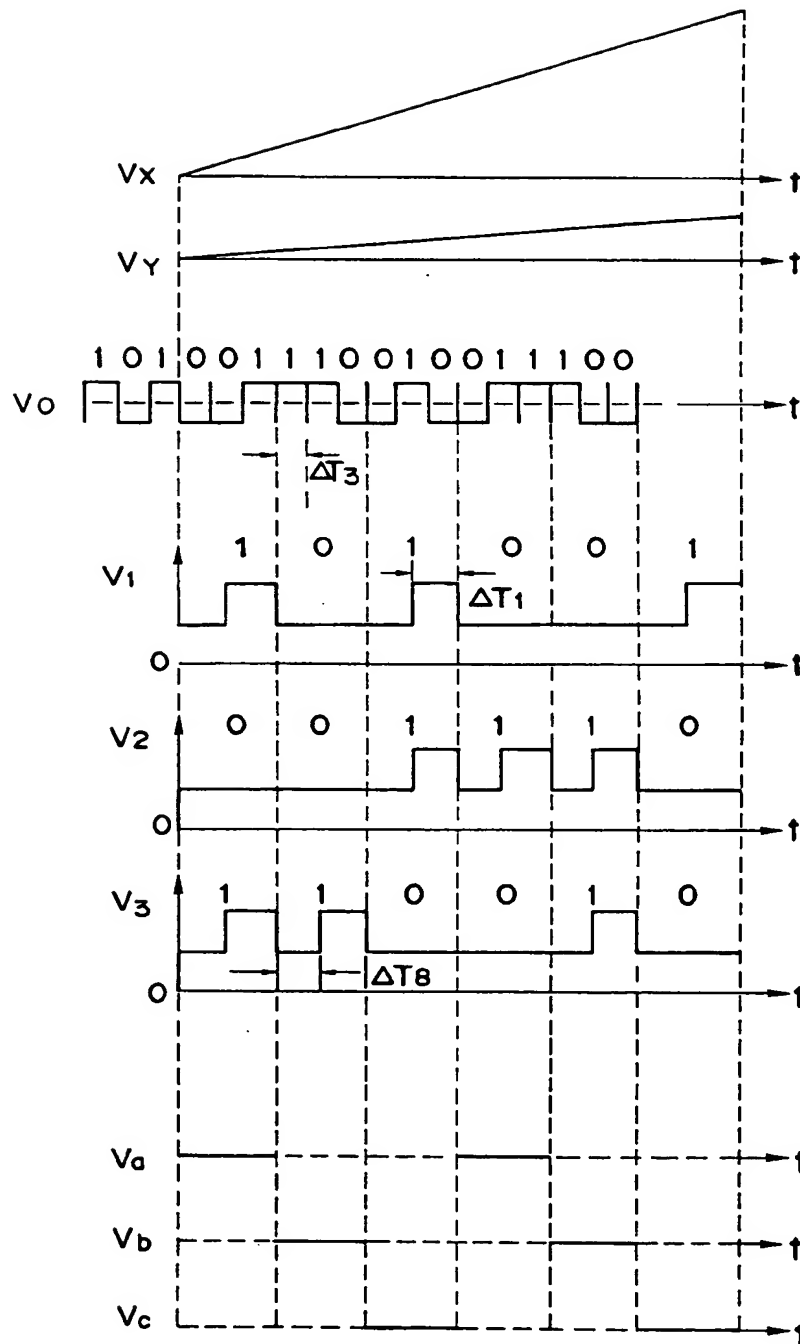 VX t
VY t
1 0 1 0 0 1 1 1 0 0 1 0 0 1 1 1 0 0
VO t
ΔT3
1 0 1 0 0 1
V1
ΔT1
0 t
0 0 1 1 1 0
V2
0 t
1 1 0 0 1 0
V3
ΔT8
0 t
Va t
Vb t
Vc t